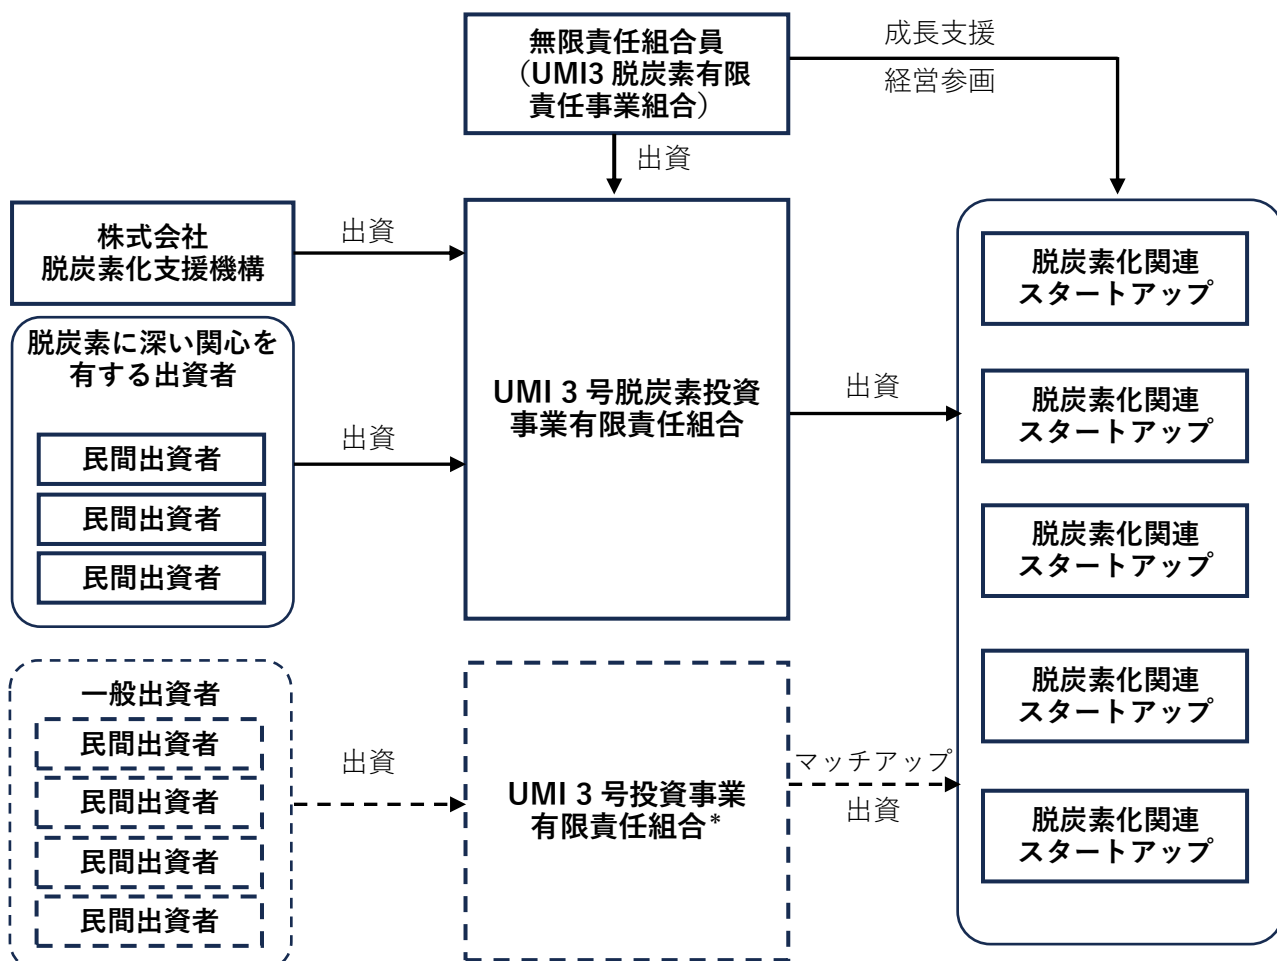 無限責任組合員
（UMI3 脱炭素有限
責任事業組合）
成長支援
経営参画
出資
株式会社
脱炭素化支援機構
出資
脱炭素に深い関心を
有する出資者
民間出資者
民間出資者
民間出資者
出資
UMI 3 号脱炭素投資
事業有限責任組合
出資
脱炭素化関連
スタートアップ
脱炭素化関連
スタートアップ
脱炭素化関連
スタートアップ
脱炭素化関連
スタートアップ
脱炭素化関連
スタートアップ
一般出資者
民間出資者
民間出資者
民間出資者
民間出資者
出資
UMI 3 号投資事業
有限責任組合*
マッチアップ
出資